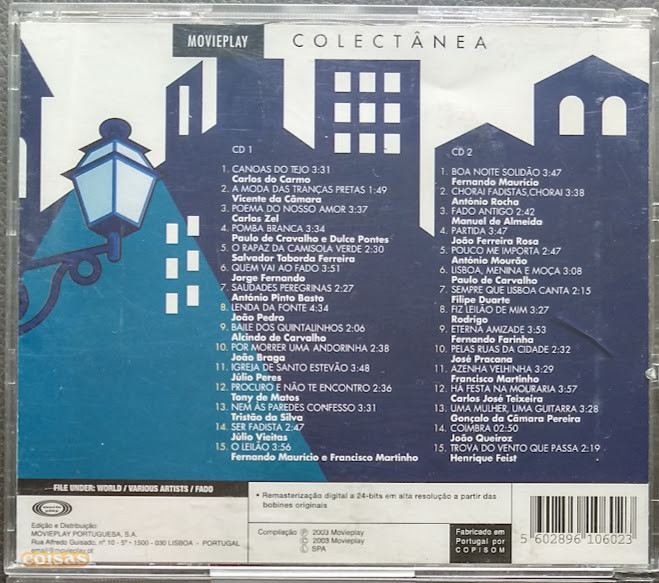 MOVIEPLAY COLECTÂNEA
CD 1
1. CANOAS DO TEJO 3:31
Carlos do Carmo
2. A MODA DAS TRANÇAS PRETAS 1:49
Vicente da Câmara
3. POEMA DO NOSSO AMOR 3:37
Carlos Zel
4. POMBA BRANCA 3:34
Paulo de Cravalho e Dulce Pontes
5. O RAPAZ DA CAMISOLA VERDE 2:30
Salvador Taborda Ferreira
6. QUEM VAI AO FADO 3:51
Jorge Fernando
7. SAUDADES PEREGRINAS 2:27
António Pinto Basto
8. LENDA DA FONTE 4:34
João Pedro
9. BAILE DOS QUINTALINHOS 2:06
Alcindo de Carvalho
10. POR MORRER UMA ANDORINHA 2:38
João Braga
11. IGREJA DE SANTO ESTEVÃO 3:48
Júlio Peres
12. PROCURO E NÃO TE ENCONTRO 2:36
Tony de Matos
13. NEM ÀS PAREDES CONFESSO 3:31
Tristão da Silva
14. SER FADISTA 2:47
Júlio Vieitas
15. O LEILÃO 3:56
Fernando Mauricio e Francisco Martinho
CD 2
1. BOA NOITE SOLIDÃO 3:47
Fernando Mauricio
2. CHORAI FADISTAS,CHORAI 3:38
António Rocha
3. FADO ANTIGO 2:42
Manuel de Almeida
4. PARTIDA 3:47
João Ferreira Rosa
5. POUCO ME IMPORTA 2:47
António Mourão
6. LISBOA, MENINA E MOÇA 3:08
Paulo de Carvalho
7. SEMPRE QUE LISBOA CANTA 2:15
Filipe Duarte
8. FIZ LEILÃO DE MIM 3:27
Rodrigo
9. ETERNA AMIZADE 3:53
Fernando Farinha
10. PELAS RUAS DA CIDADE 2:32
José Pracana
11. AZENHA VELHINHA 3:29
Francisco Martinho
12. HÁ FESTA NA MOURARIA 3:57
Carlos José Teixeira
13. UMA MULHER, UMA GUITARRA 3:28
Gonçalo da Câmara Pereira
14. COIMBRA 02:50
João Queiroz
15. TROVA DO VENTO QUE PASSA 2:19
Henrique Feist
FILE UNDER: WORLD / VARIOUS ARTISTS / FADO
• Remasterização digital a 24-bits em alta resolução a partir das
bobines originais
Edição e Distribuição:
MOVIEPLAY PORTUGUESA, S.A.
Rua Alfredo Guisado, nº 10 - 5º - 1500 - 030 LISBOA - PORTUGAL
email@movieplay.pt
coisas
Compilação Ⓟ 2003 Movieplay
© 2003 Movieplay
Ⓛ SPA
Fabricado em
Portugal por
COPISOM
5 602896 106023